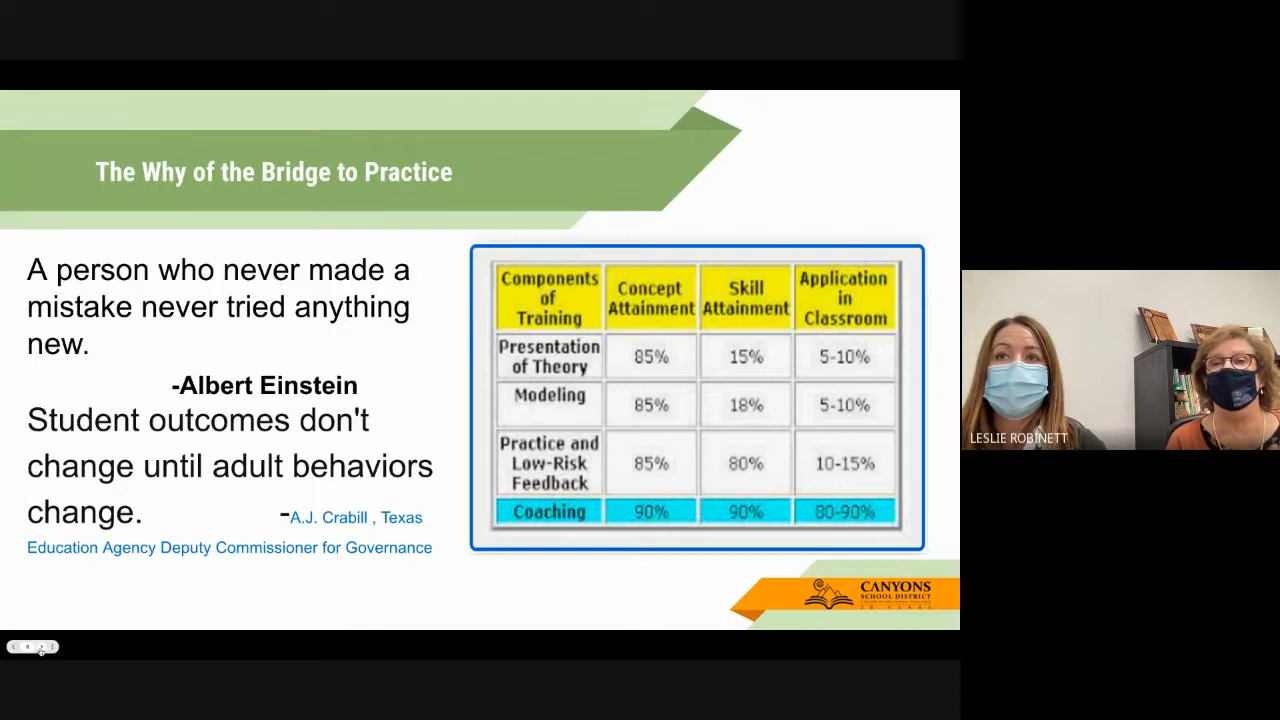 The Why of the Bridge to Practice
A person who never made a
mistake never tried anything
new.
-Albert Einstein
Student outcomes don't
change until adult behaviors
change. -A.J. Crabill , Texas
Education Agency Deputy Commissioner for Governance
Components of Training Concept Attainment Skill Attainment Application in Classroom
Presentation of Theory 85% 15% 5-10%
Modeling 85% 18% 5-10%
Practice and Low-Risk Feedback 85% 80% 10-15%
Coaching 90% 90% 80-90%
CANYONS
SCHOOL DISTRICT
LESLIE ROBINETT